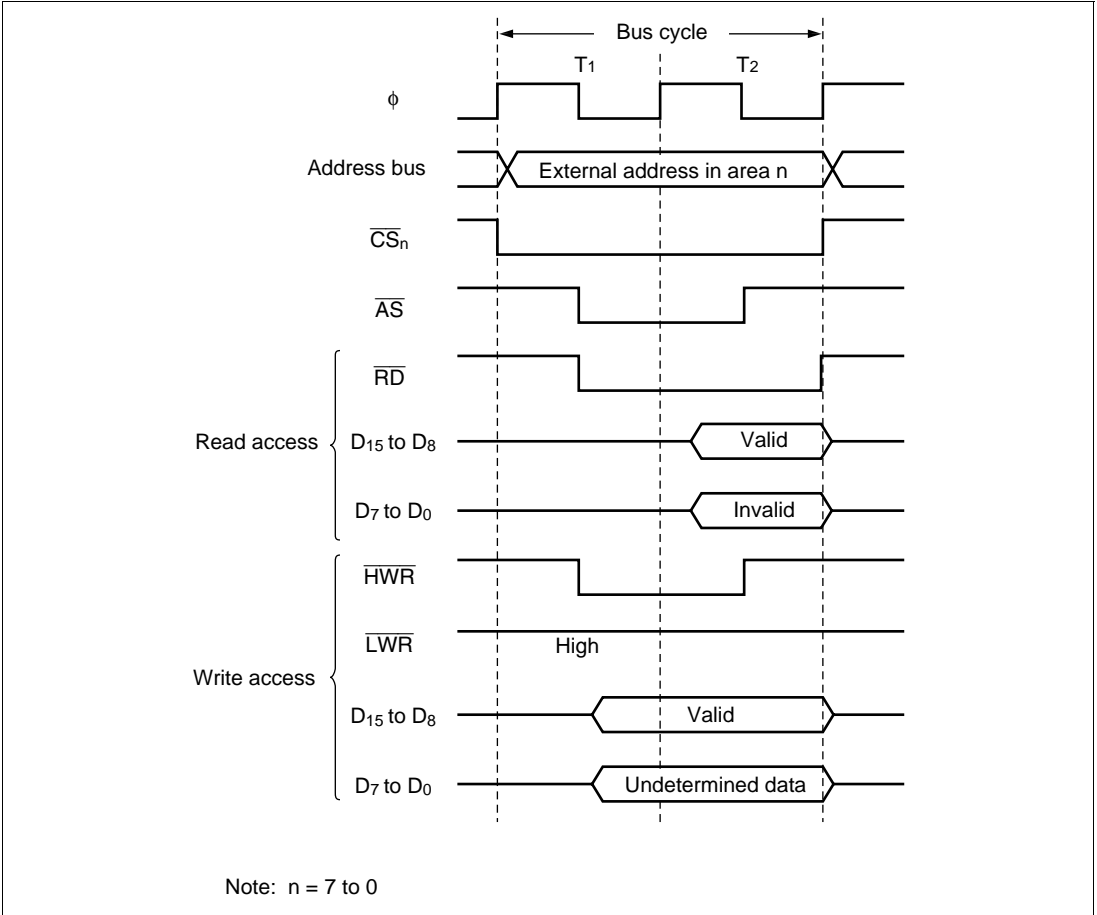 Bus cycle
T1 T2
ϕ
Address bus External address in area n
CSn
AS
Read access
RD
D15 to D8 Valid
D7 to D0 Invalid
Write access
HWR
LWR High
D15 to D8 Valid
D7 to D0 Undetermined data
Note: n = 7 to 0